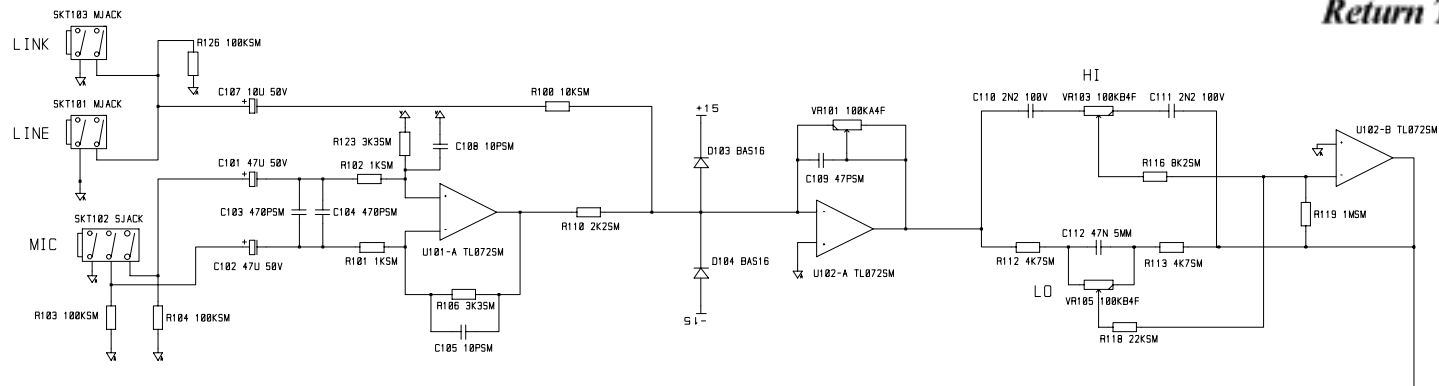 Return
SKT103 MJACK
LINK
R126 100KSM
C107 10U 50V
R100 10KSM
SKT101 MJACK
LINE
R123 3K3SM
C108 10PSM
C101 47U 50V
R102 1KSM
C103 470PSM
C104 470PSM
SKT102 SJACK
MIC
C102 47U 50V
R101 1KSM
U101-A TL072SM
R110 2K2SM
R106 3K3SM
C105 10PSM
R103 100KSM
R104 100KSM
+15
D103 BAS16
D104 BAS16
-15
VR101 100KA4F
C109 47PSM
U102-A TL072SM
HI
C110 2N2 100V
VR103 100KB4F
C111 2N2 100V
U102-B TL072SM
R116 8K2SM
R119 1MSM
C112 47N 5MM
R112 4K7SM
R113 4K7SM
LO
VR105 100KB4F
R118 22KSM